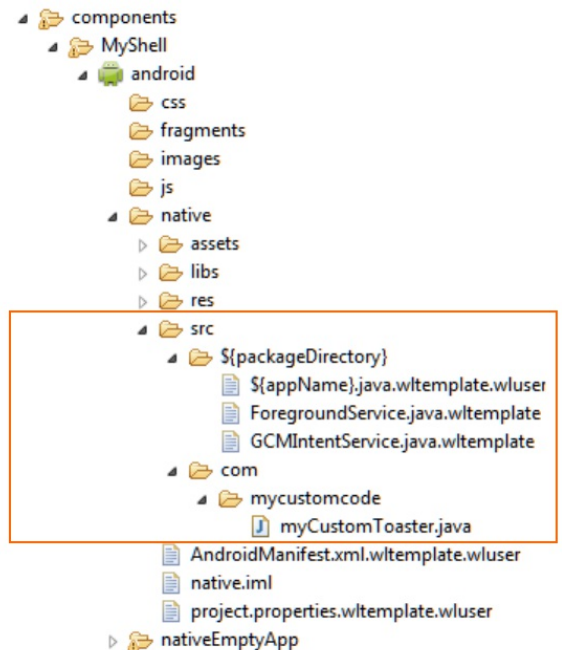 components
MyShell
android
css
fragments
images
js
native
assets
libs
res
src
${packageDirectory}
${appName}.java.wltemplate.wluser
ForegroundService.java.wltemplate
GCMIntentService.java.wltemplate
com
mycustomcode
myCustomToaster.java
AndroidManifest.xml.wltemplate.wluser
native.iml
project.properties.wltemplate.wluser
nativeEmptyApp